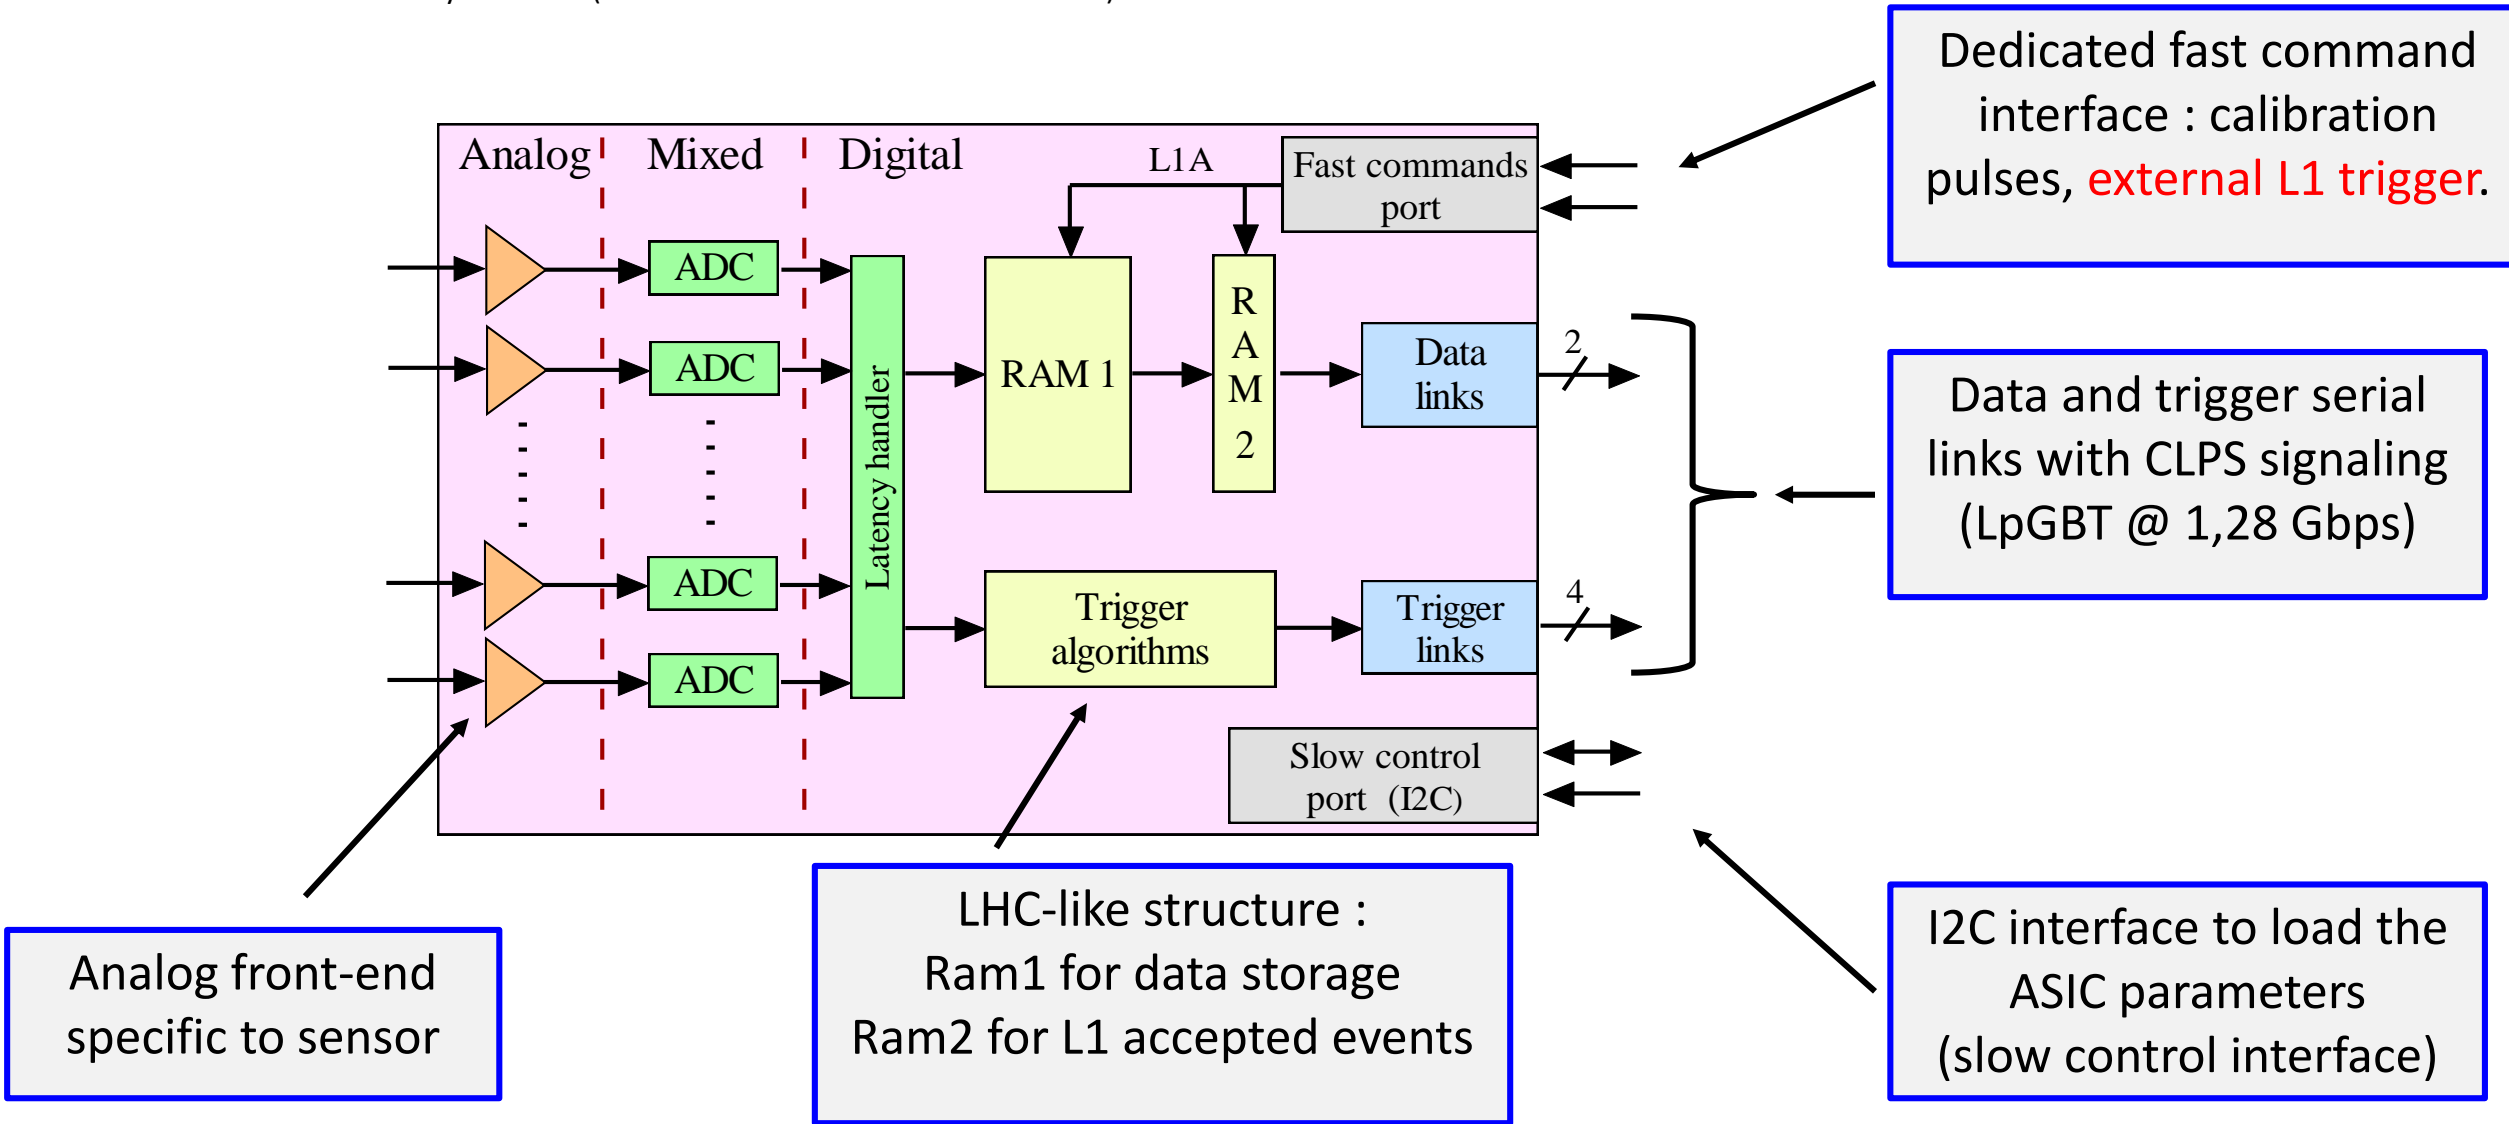 Dedicated fast command
interface : calibration
pulses, external L1 trigger.
Analog
Mixed
Digital
L1A
Fast commands
port
ADC
ADC
ADC
ADC
Latency handler
RAM 1
R
A
M
2
Data
links
2
Trigger
algorithms
Trigger
links
4
Slow control
port (I2C)
Data and trigger serial
links with CLPS signaling
(LpGBT @ 1,28 Gbps)
Analog front-end
specific to sensor
LHC-like structure :
Ram1 for data storage
Ram2 for L1 accepted events
I2C interface to load the
ASIC parameters
(slow control interface)